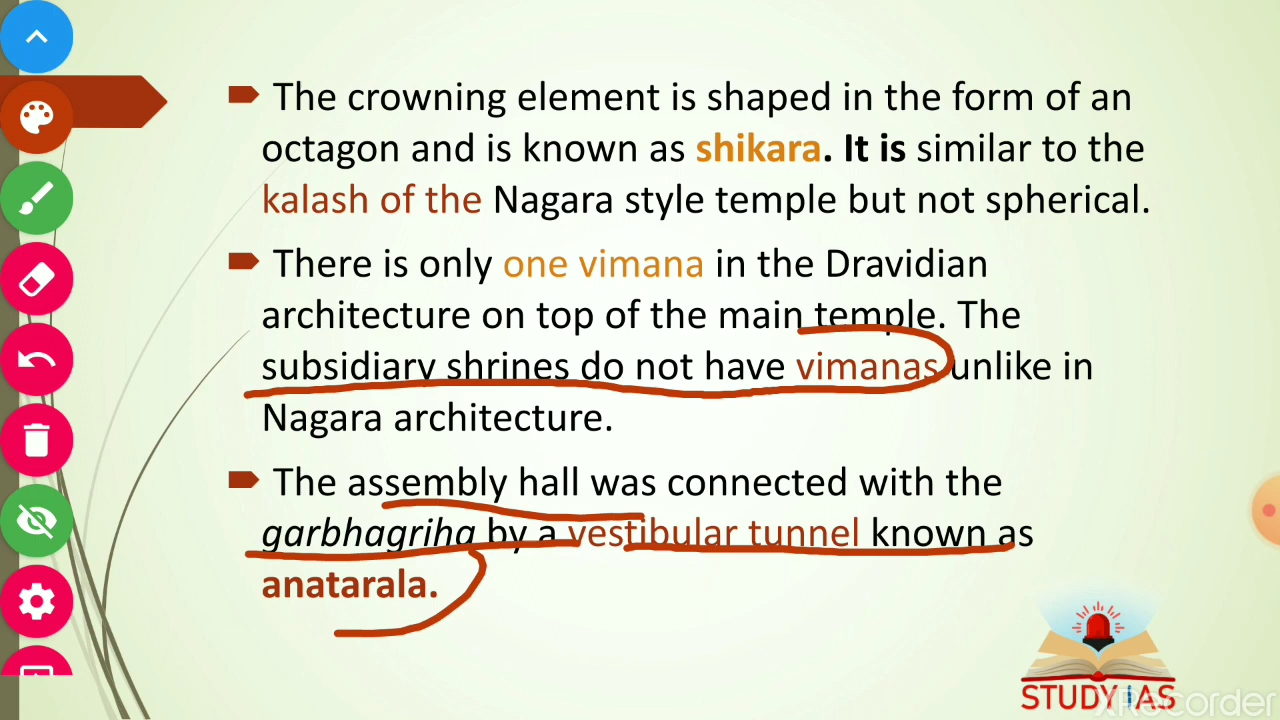 The crowning element is shaped in the form of an
octagon and is known as shikara. It is similar to the
kalash of the Nagara style temple but not spherical.
There is only one vimana in the Dravidian
architecture on top of the main temple. The
subsidiary shrines do not have vimanas unlike in
Nagara architecture.
The assembly hall was connected with the
garbhagriha by a vestibular tunnel known as
anatarala.
STUDY IAS
XRecorder